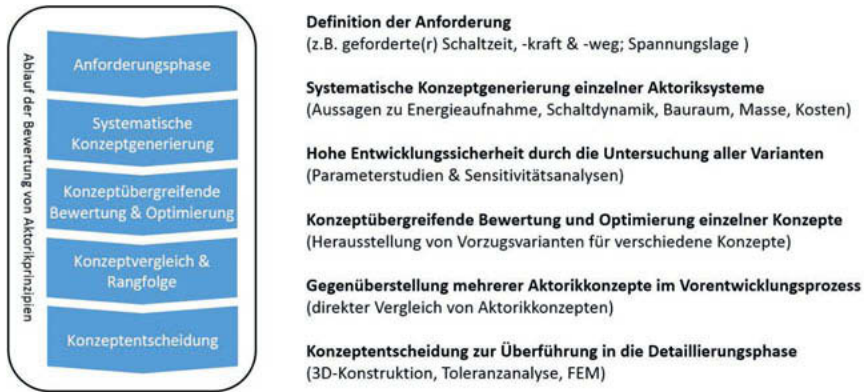 Ablauf der Bewertung von Aktorikprinzipien
Anforderungsphase
Systematische
Konzeptgenerierung
Konzeptübergreifende
Bewertung & Optimierung
Konzeptvergleich &
Rangfolge
Konzeptentscheidung
Definition der Anforderung
(z.B. geforderte(r) Schaltzeit, -kraft & -weg; Spannungslage )
Systematische Konzeptgenerierung einzelner Aktoriksysteme
(Aussagen zu Energieaufnahme, Schaltdynamik, Bauraum, Masse, Kosten)
Hohe Entwicklungssicherheit durch die Untersuchung aller Varianten
(Parameterstudien & Sensitivitätsanalysen)
Konzeptübergreifende Bewertung und Optimierung einzelner Konzepte
(Herausstellung von Vorzugsvarianten für verschiedene Konzepte)
Gegenüberstellung mehrerer Aktorikkonzepte im Vorentwicklungsprozess
(direkter Vergleich von Aktorikkonzepten)
Konzeptentscheidung zur Überführung in die Detaillierungsphase
(3D-Konstruktion, Toleranzanalyse, FEM)